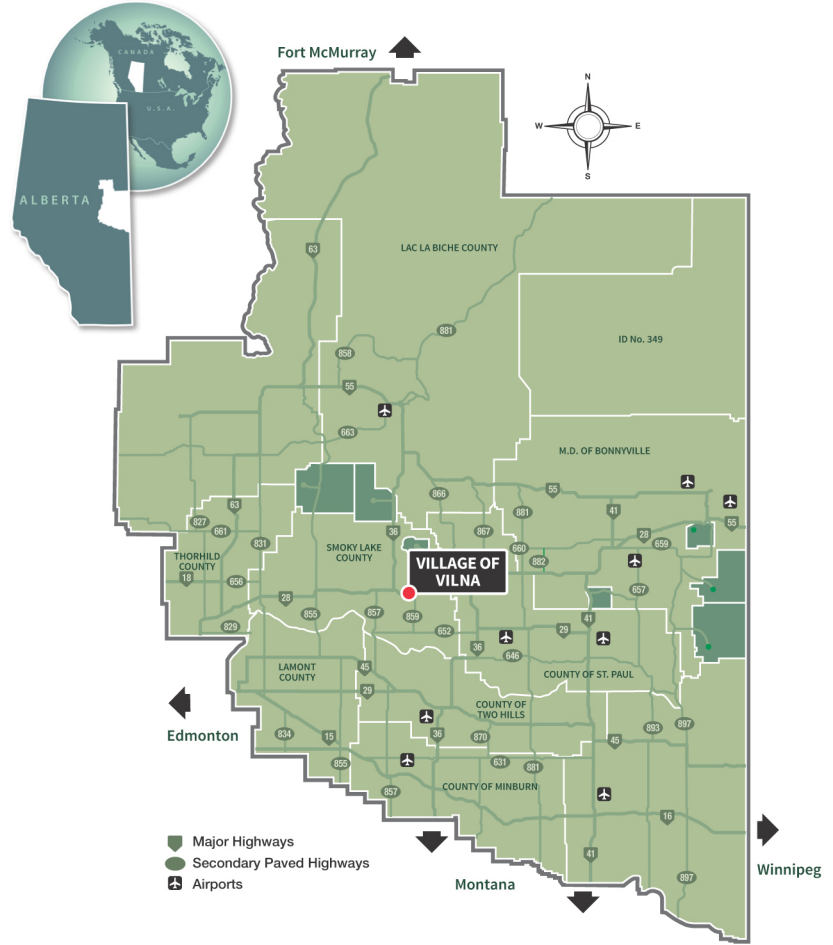 Fort McMurray
CANADA
U.S.A.
N
W
E
S
ALBERTA
63
LAC LA BICHE COUNTY
881
ID No. 349
858
55
663
M.D. OF BONNYVILLE
866
55
63
881
41
827
661
831
36
867
28
659
55
THORHILD
COUNTY
SMOKY LAKE
COUNTY
660
882
VILLAGE OF
VILNA
18
656
657
28
855
857
859
41
829
652
29
36
646
LAMONT
COUNTY
45
COUNTY OF ST. PAUL
29
COUNTY OF
TWO HILLS
Edmonton
834
15
36
870
45
893
897
855
631
881
857
COUNTY OF MINBURN
16
Major Highways
41
Secondary Paved Highways
Winnipeg
Airports
Montana
897